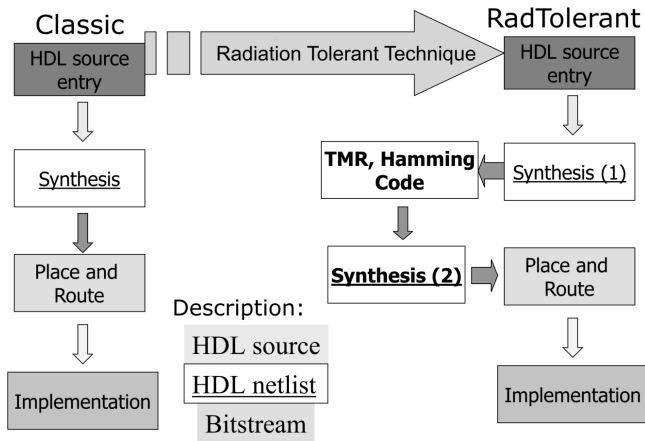 Classic
RadTolerant
HDL source
entry
Radiation Tolerant Technique
HDL source
entry
Synthesis
TMR, Hamming
Code
Synthesis (1)
Place and
Route
Synthesis (2)
Place and
Route
Description:
HDL source
HDL netlist
Bitstream
Implementation
Implementation